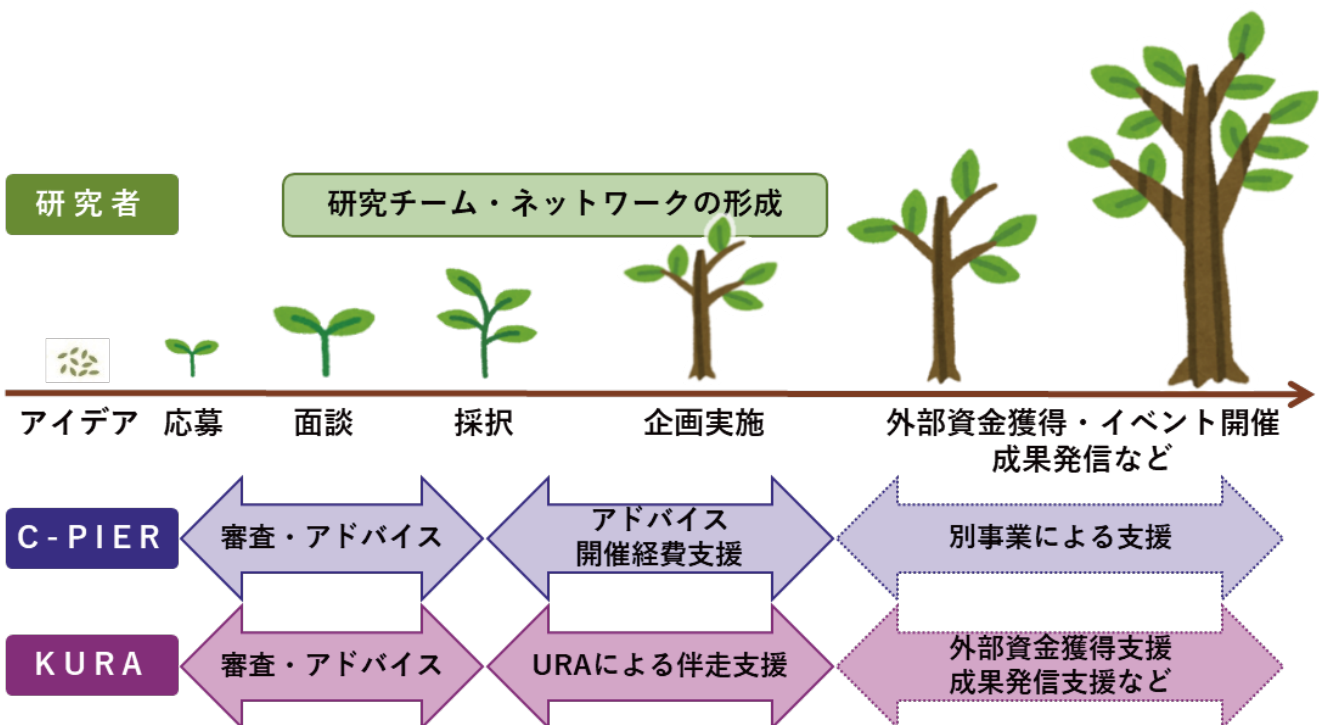 研究者
研究チーム・ネットワークの形成
アイデア
応募
面談
採択
企画実施
外部資金獲得・イベント開催
成果発信など
C-PIER
審査・アドバイス
アドバイス
開催経費支援
別事業による支援
KURA
審査・アドバイス
URAによる伴走支援
外部資金獲得支援
成果発信支援など